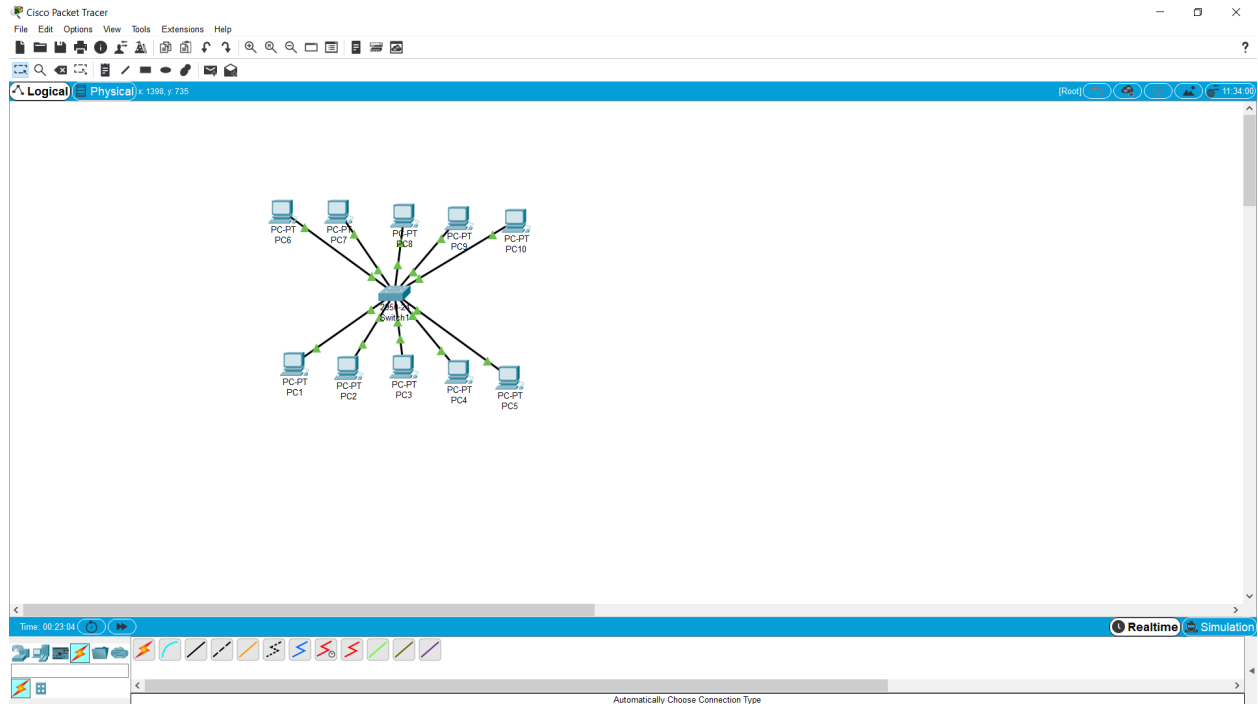 Cisco Packet Tracer
File Edit Options View Tools Extensions Help
?
Logical Physical x: 1398, y: 735 [Root] 11:34:00
PC-PT
PC6
PC-PT
PC7
PC-PT
PC8
PC-PT
PC9
PC-PT
PC10
2950-24
Switch1
PC-PT
PC1
PC-PT
PC2
PC-PT
PC3
PC-PT
PC4
PC-PT
PC5
Time: 00:23:04 Realtime Simulation
Automatically Choose Connection Type